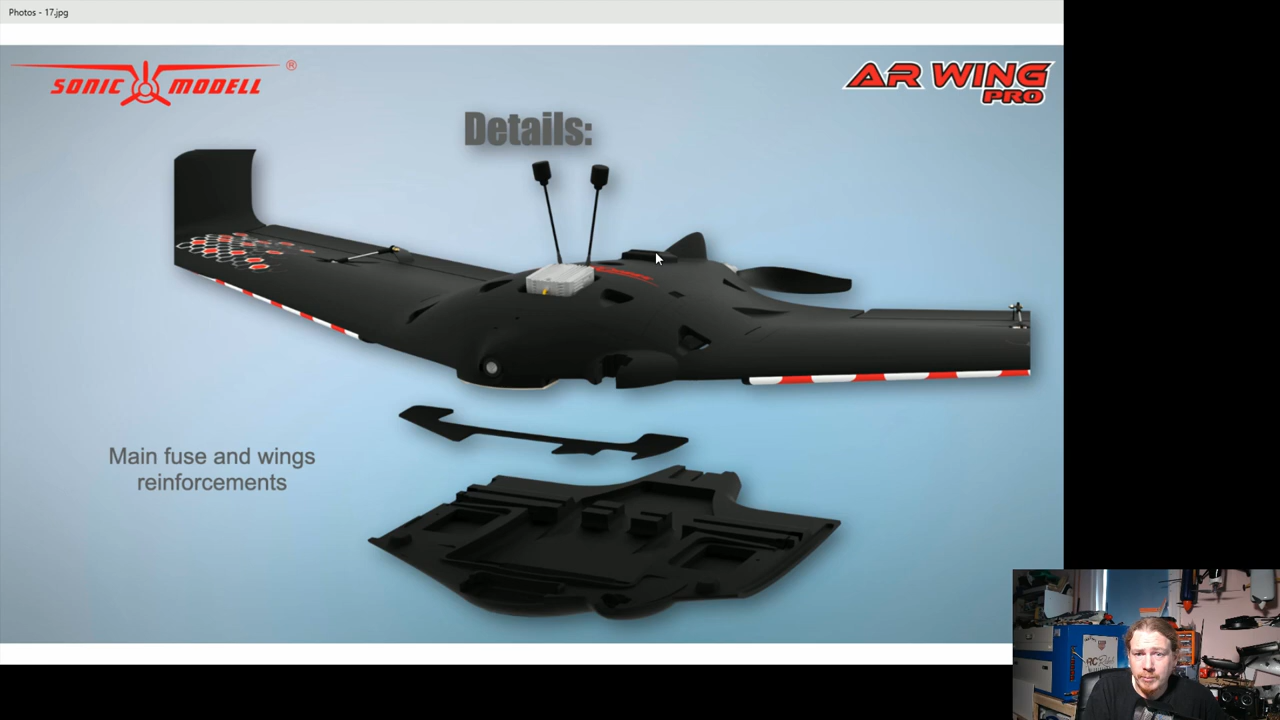 Photos - 17.jpg
SONIC MODELL ®
AR WING
PRO
Details:
Main fuse and wings
reinforcements